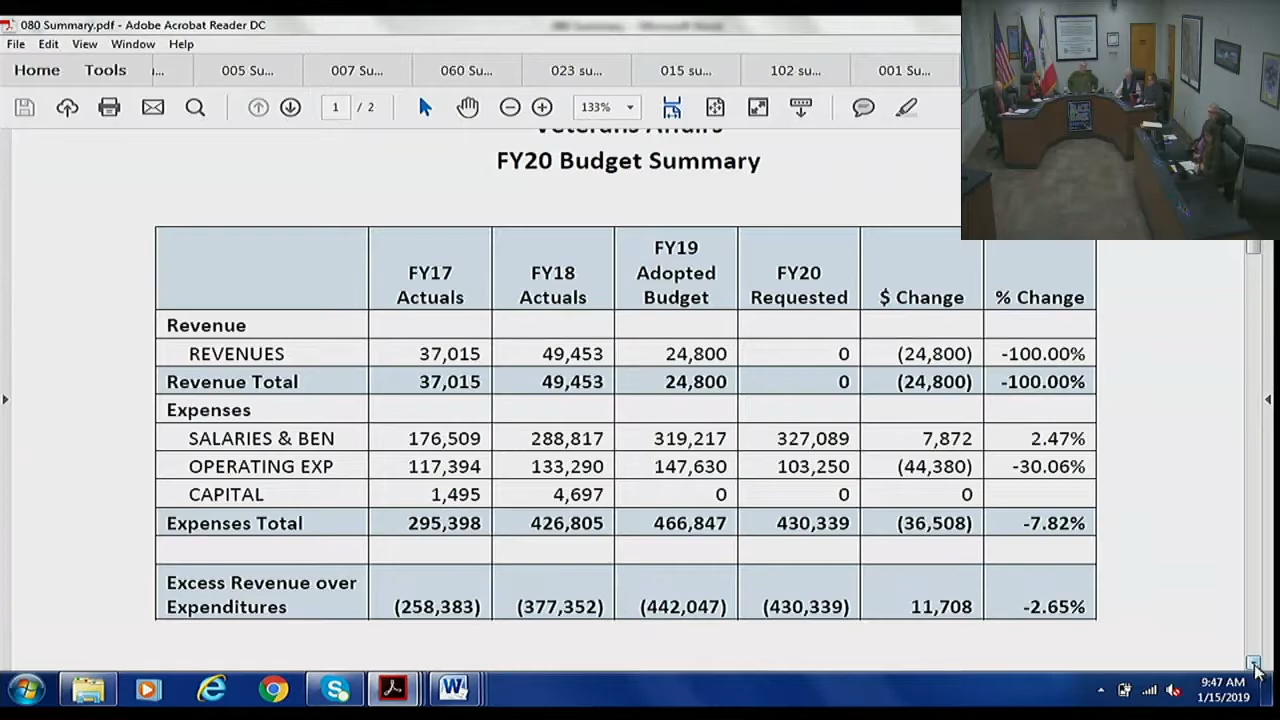 080 Summary.pdf - Adobe Acrobat Reader DC
File Edit View Window Help
Home Tools ı... 005 Su... 007 Su... 060 Su... 023 su... 015 su... 102 su... 001 Su...
1 / 2 133%
Veterans Affairs
FY20 Budget Summary
FY17 Actuals FY18 Actuals FY19 Adopted Budget FY20 Requested $ Change % Change
Revenue
REVENUES 37,015 49,453 24,800 0 (24,800) -100.00%
Revenue Total 37,015 49,453 24,800 0 (24,800) -100.00%
Expenses
SALARIES & BEN 176,509 288,817 319,217 327,089 7,872 2.47%
OPERATING EXP 117,394 133,290 147,630 103,250 (44,380) -30.06%
CAPITAL 1,495 4,697 0 0 0
Expenses Total 295,398 426,805 466,847 430,339 (36,508) -7.82%
Excess Revenue over
Expenditures (258,383) (377,352) (442,047) (430,339) 11,708 -2.65%
9:47 AM
1/15/2019